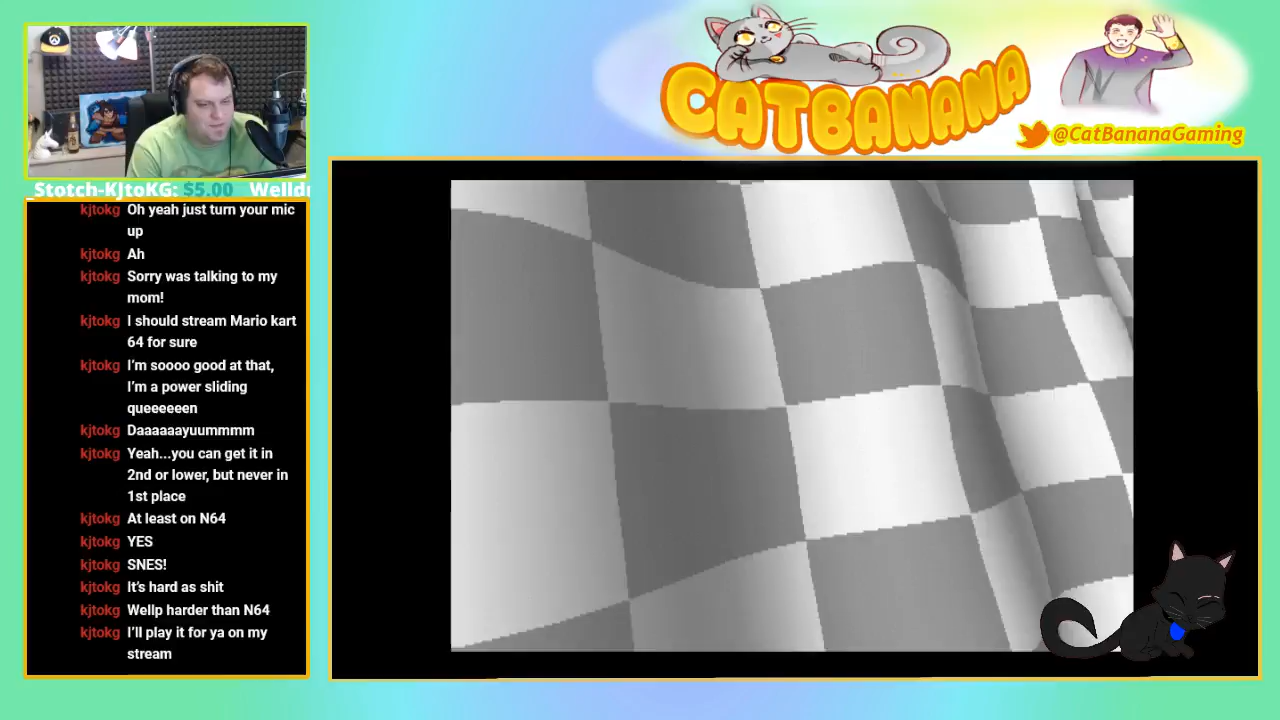 CATBANANA
@CatBananaGaming
_Stotch-KJtoKG: $5.00 Welldr
kjtokg Oh yeah just turn your mic
up
kjtokg Ah
kjtokg Sorry was talking to my
mom!
kjtokg I should stream Mario kart
64 for sure
kjtokg I’m soooo good at that,
I’m a power sliding
queeeeeen
kjtokg Daaaaaayuummmm
kjtokg Yeah...you can get it in
2nd or lower, but never in
1st place
kjtokg At least on N64
kjtokg YES
kjtokg SNES!
kjtokg It’s hard as shit
kjtokg Wellp harder than N64
kjtokg I’ll play it for ya on my
stream